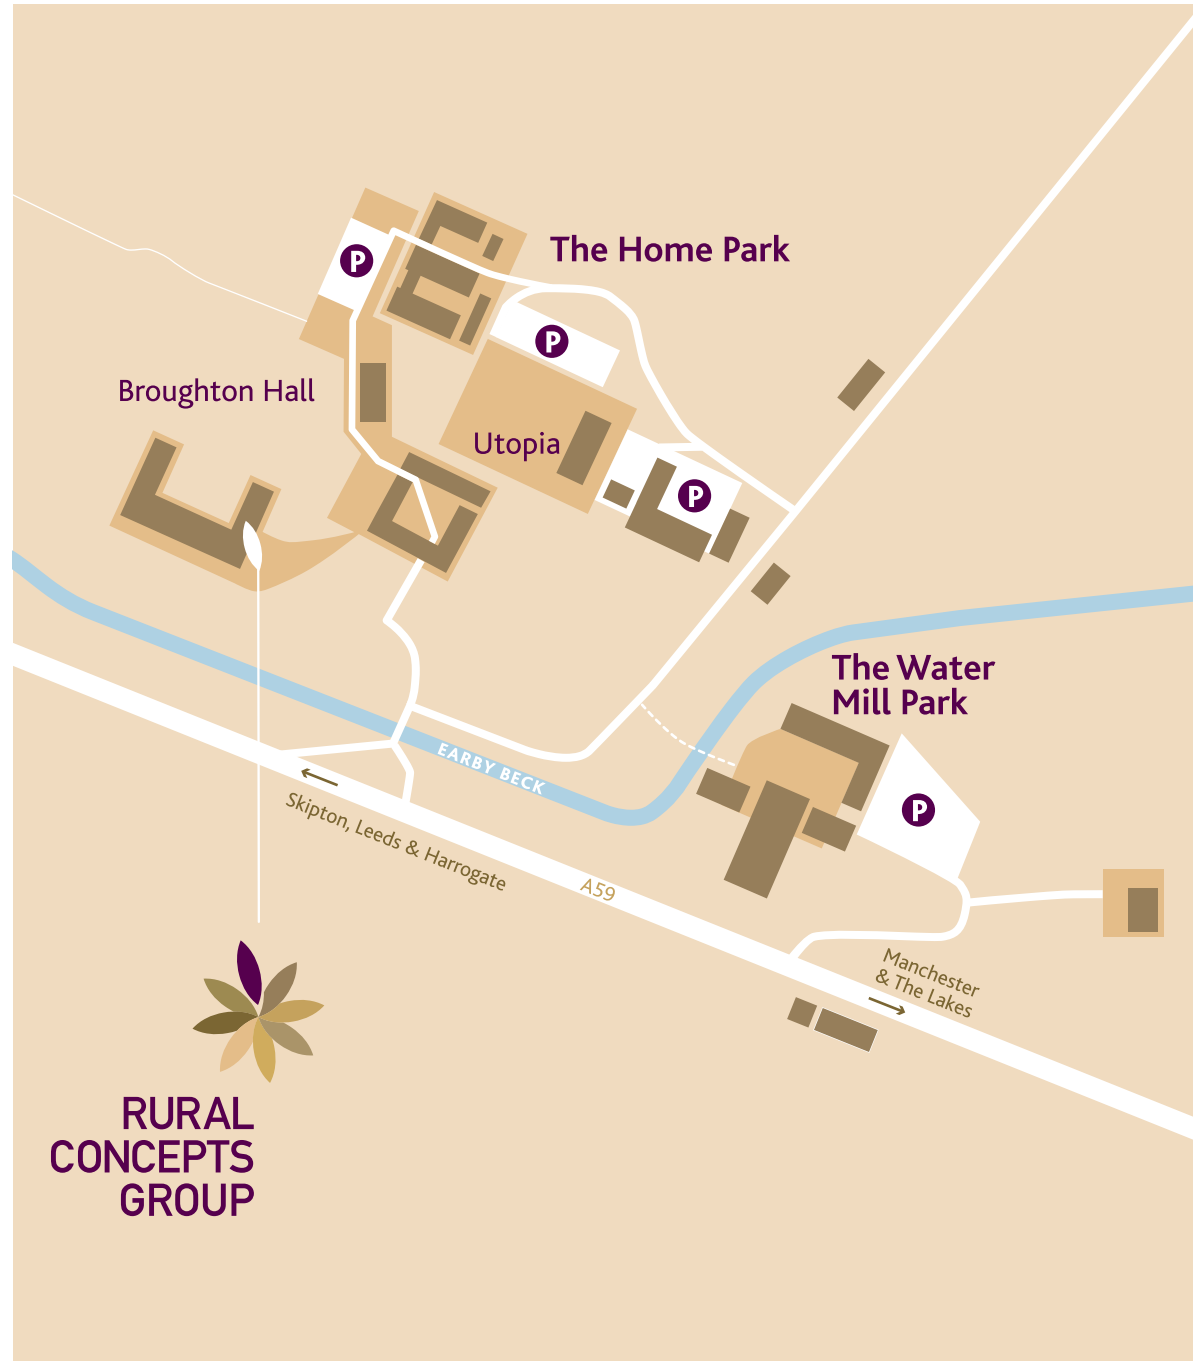 P
The Home Park
P
Broughton Hall
Utopia
P
The Water
Mill Park
EARBY BECK
P
Skipton, Leeds & Harrogate
A59
Manchester
& The Lakes
RURAL
CONCEPTS
GROUP